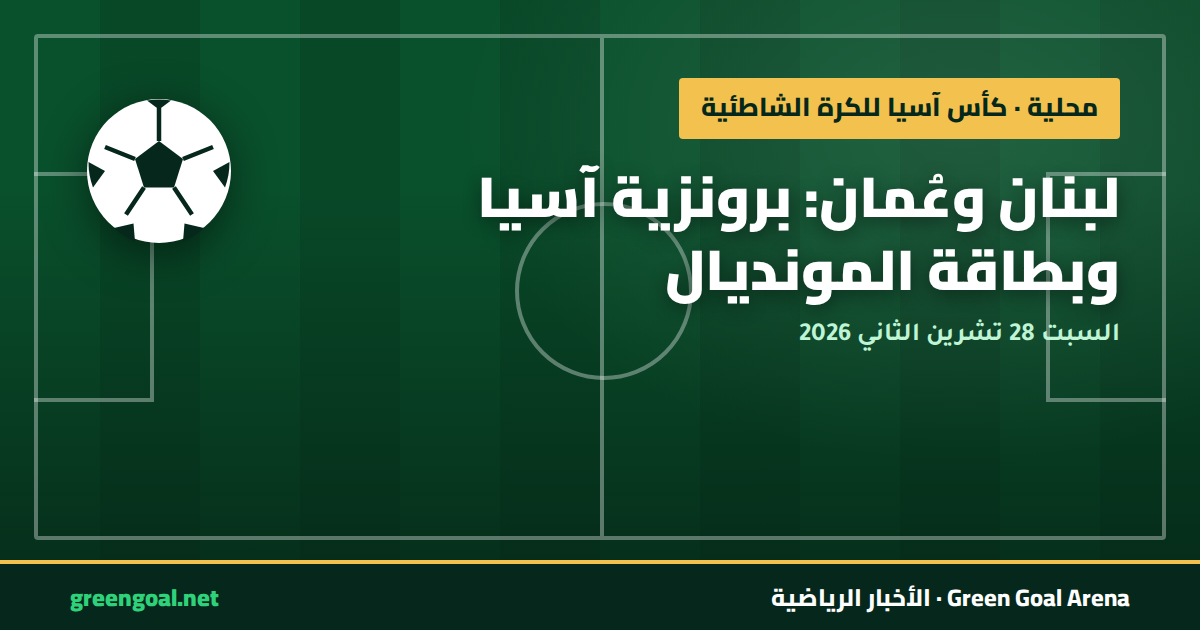 محلية · كأس آسيا للكرة الشاطئية
لبنان وعُمان: برونزية آسيا
وبطاقة المونديال
السبت 28 تشرين الثاني 2026
Green Goal Arena · الأخبار الرياضية
greengoal.net